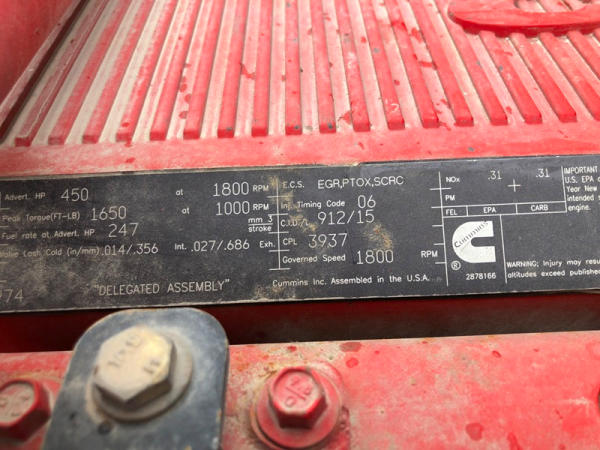 Advert. HP 450 at 1800 RPM
Peak Torque(FT-LB) 1650 at 1000 RPM
Fuel rate at Advert. HP 247 mm 3 stroke
Lash Cold (in/mm) .014/.356 Int. .027/.686 Exh.
"DELEGATED ASSEMBLY"
E.C.S. EGR,PTOX,SCRC
Inj. Timing Code 06
C.I.D./L 912/15
CPL 3937
Governed Speed 1800 RPM
Cummins Inc. Assembled in the U.S.A.
NOx .31 + .31
PM
FEL EPA CARB
Cummins
®
2878166
IMPORTANT
U.S. EPA
Year New
intended
engine.
WARNING: Injury may
altitudes exceed